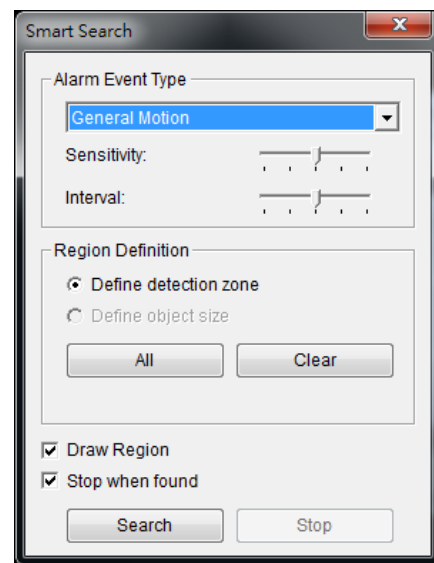 Smart Search
Alarm Event Type
General Motion
Sensitivity:
Interval:
Region Definition
Define detection zone
Define object size
All Clear
Draw Region
Stop when found
Search Stop